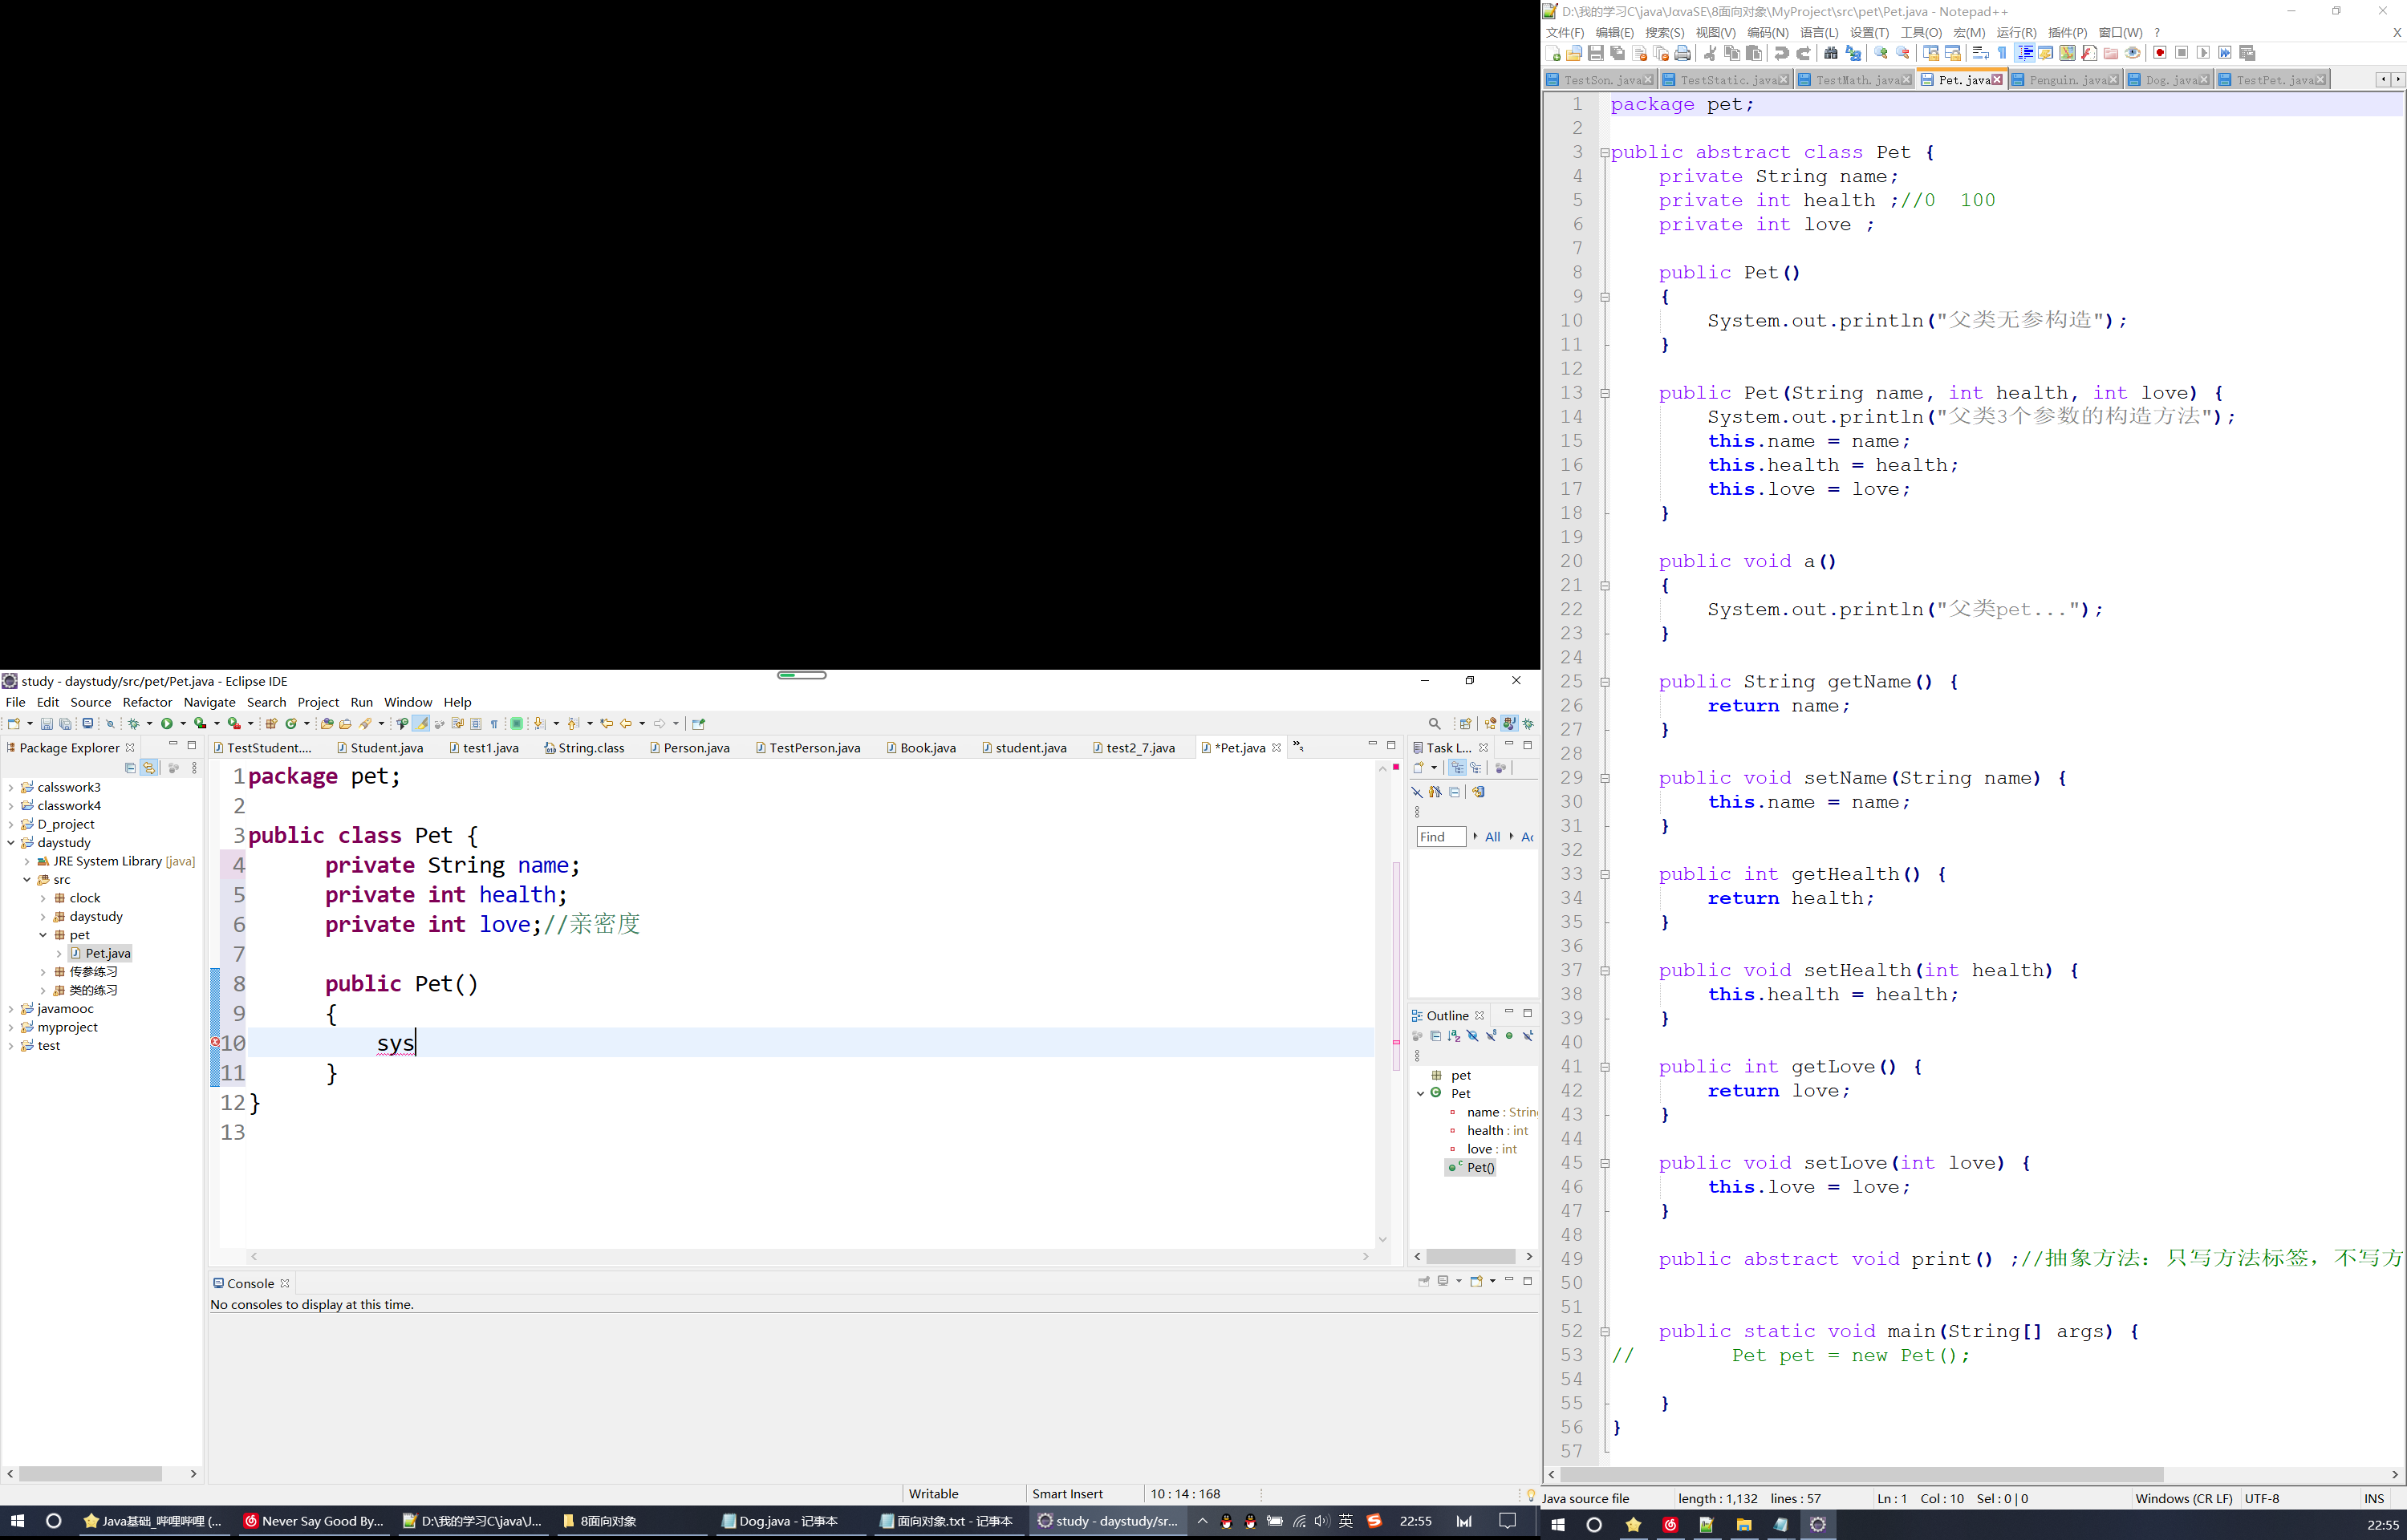 study - daystudy/src/pet/Pet.java - Eclipse IDE
File Edit Source Refactor Navigate Search Project Run Window Help
Package Explorer
calsswork3
classwork4
D_project
daystudy
JRE System Library [java]
src
clock
daystudy
pet
Pet.java
传参练习
类的练习
javamooc
myproject
test
TestStudent.... Student.java test1.java String.class Person.java TestPerson.java Book.java student.java test2_7.java *Pet.java
1 package pet;
2
3 public class Pet {
4 private String name;
5 private int health;
6 private int love;//亲密度
7
8 public Pet()
9 {
10 sys
11 }
12 }
13
Task L...
Find All Ac
Outline
pet
Pet
name : String
health : int
love : int
Pet()
Console
No consoles to display at this time.
Writable Smart Insert 10 : 14 : 168
D:\我的学习C\java\JavaSE\8面向对象\MyProject\src\pet\Pet.java - Notepad++
文件(F) 编辑(E) 搜索(S) 视图(V) 编码(N) 语言(L) 设置(T) 工具(O) 宏(M) 运行(R) 插件(P) 窗口(W) ? X
TestSon.java TestStatic.java TestMath.java Pet.java Penguin.java Dog.java TestPet.java
1 package pet;
2
3 public abstract class Pet {
4 private String name;
5 private int health ;//0 100
6 private int love ;
7
8 public Pet()
9 {
10 System.out.println("父类无参构造");
11 }
12
13 public Pet(String name, int health, int love) {
14 System.out.println("父类3个参数的构造方法");
15 this.name = name;
16 this.health = health;
17 this.love = love;
18 }
19
20 public void a()
21 {
22 System.out.println("父类pet...");
23 }
24
25 public String getName() {
26 return name;
27 }
28
29 public void setName(String name) {
30 this.name = name;
31 }
32
33 public int getHealth() {
34 return health;
35 }
36
37 public void setHealth(int health) {
38 this.health = health;
39 }
40
41 public int getLove() {
42 return love;
43 }
44
45 public void setLove(int love) {
46 this.love = love;
47 }
48
49 public abstract void print() ;//抽象方法: 只写方法标签, 不写方
50
51
52 public static void main(String[] args) {
53 // Pet pet = new Pet();
54
55 }
56 }
57
Java source file length : 1,132 lines : 57 Ln : 1 Col : 10 Sel : 0 | 0 Windows (CR LF) UTF-8 INS
Java基础_哔哩哔哩 (... Never Say Good By... D:\我的学习C\java\J... 8面向对象 Dog.java - 记事本 面向对象.txt - 记事本 study - daystudy/sr... 英 22:55
22:55